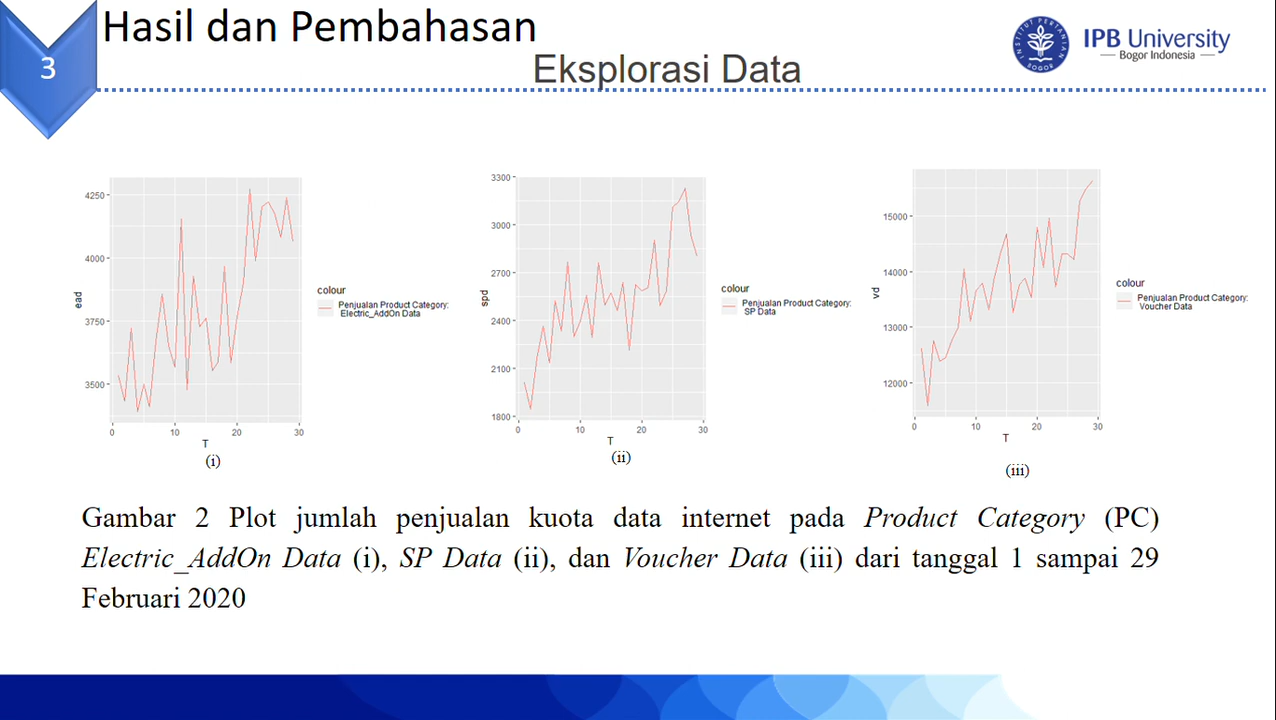 Hasil dan Pembahasan
3
Eksplorasi Data
INSTITUT PERTANIAN
BOGOR
IPB University
Bogor Indonesia
4250
4000
3750
3500
ead
0 10 20 30
T
(i)
colour
Penjualan Product Category:
Electric_AddOn Data
3300
3000
2700
2400
2100
1800
spd
0 10 20 30
T
(ii)
colour
Penjualan Product Category:
SP Data
15000
14000
13000
12000
vd
0 10 20 30
T
(iii)
colour
Penjualan Product Category:
Voucher Data
Gambar 2 Plot jumlah penjualan kuota data internet pada Product Category (PC)
Electric_AddOn Data (i), SP Data (ii), dan Voucher Data (iii) dari tanggal 1 sampai 29
Februari 2020